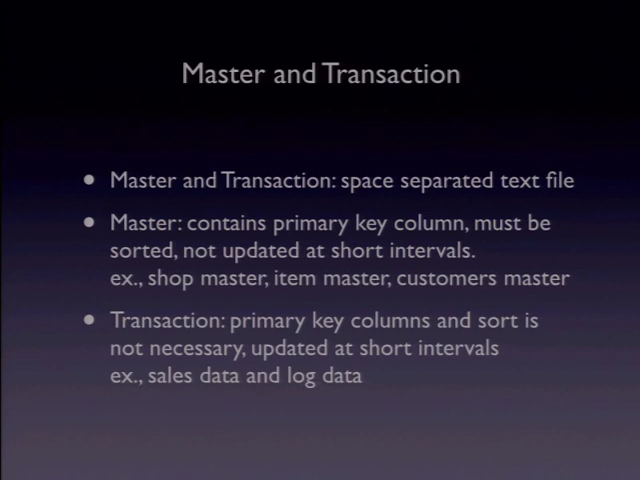 Master and Transaction
• Master and Transaction: space separated text file
• Master: contains primary key column, must be
sorted, not updated at short intervals.
ex., shop master, item master, customers master
• Transaction: primary key columns and sort is
not necessary, updated at short intervals
ex., sales data and log data